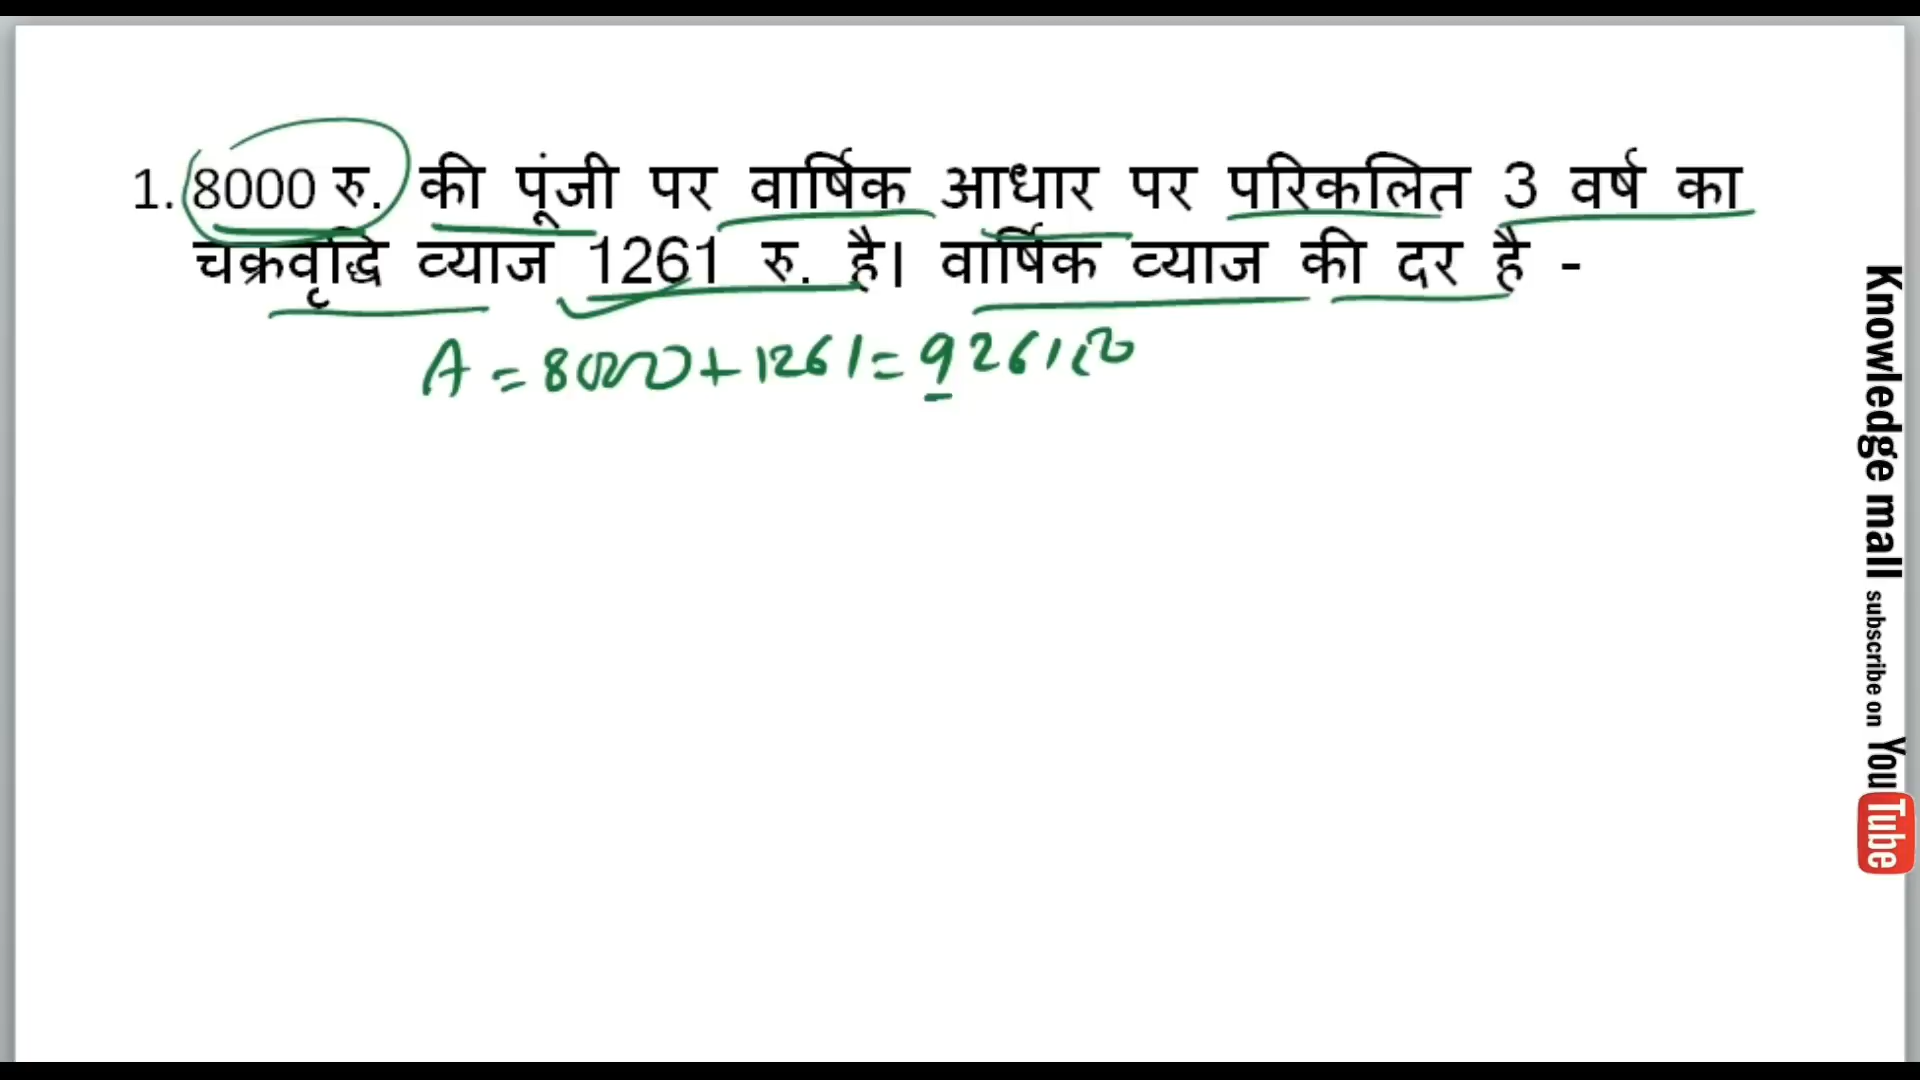 1. 8000 रु. की पूंजी पर वार्षिक आधार पर परिकलित 3 वर्ष का
चक्रवृद्धि व्याज 1261 रु. है। वार्षिक व्याज की दर है -
A = 8000 + 1261 = 9261
Knowledge mall subscribe on YouTube